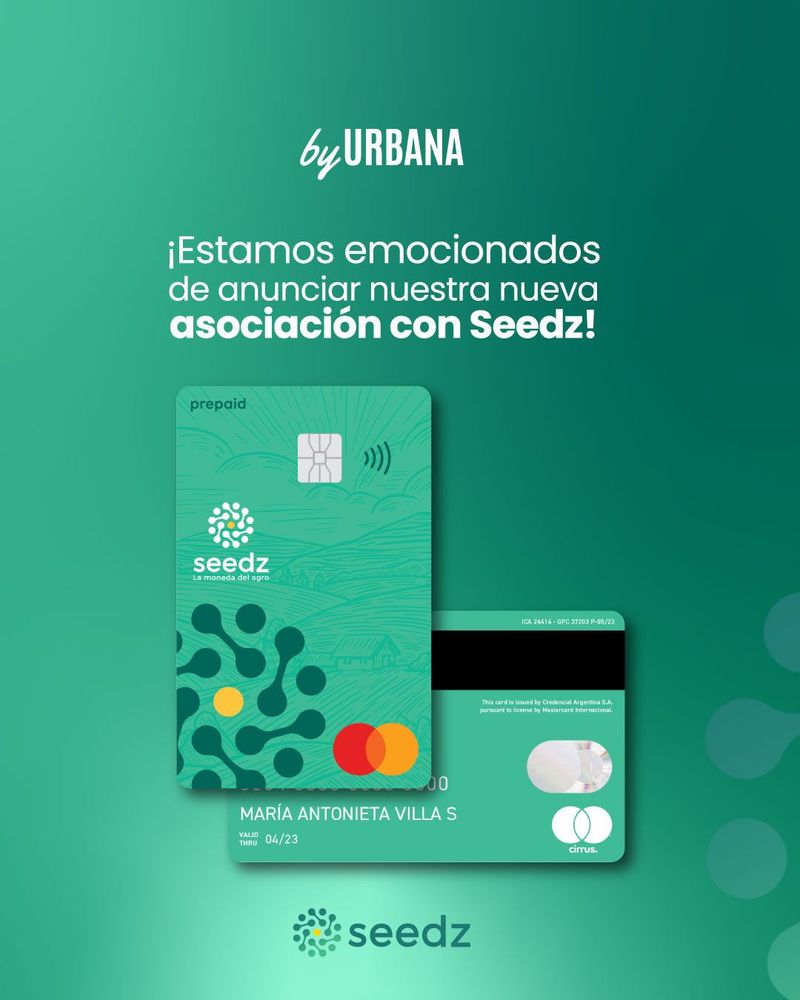 by URBANA
¡Estamos emocionados
de anunciar nuestra nueva
asociación con Seedz!
prepaid
seedz
La moneda del agro
ICA 24414 - GPC 37203 P-05/23
This card is issued by Credencial Argentina S.A.
pursuant to license by Mastercard Internacional.
MARÍA ANTONIETA VILLA S
VALID
THRU 04/23
cirrus.
seedz